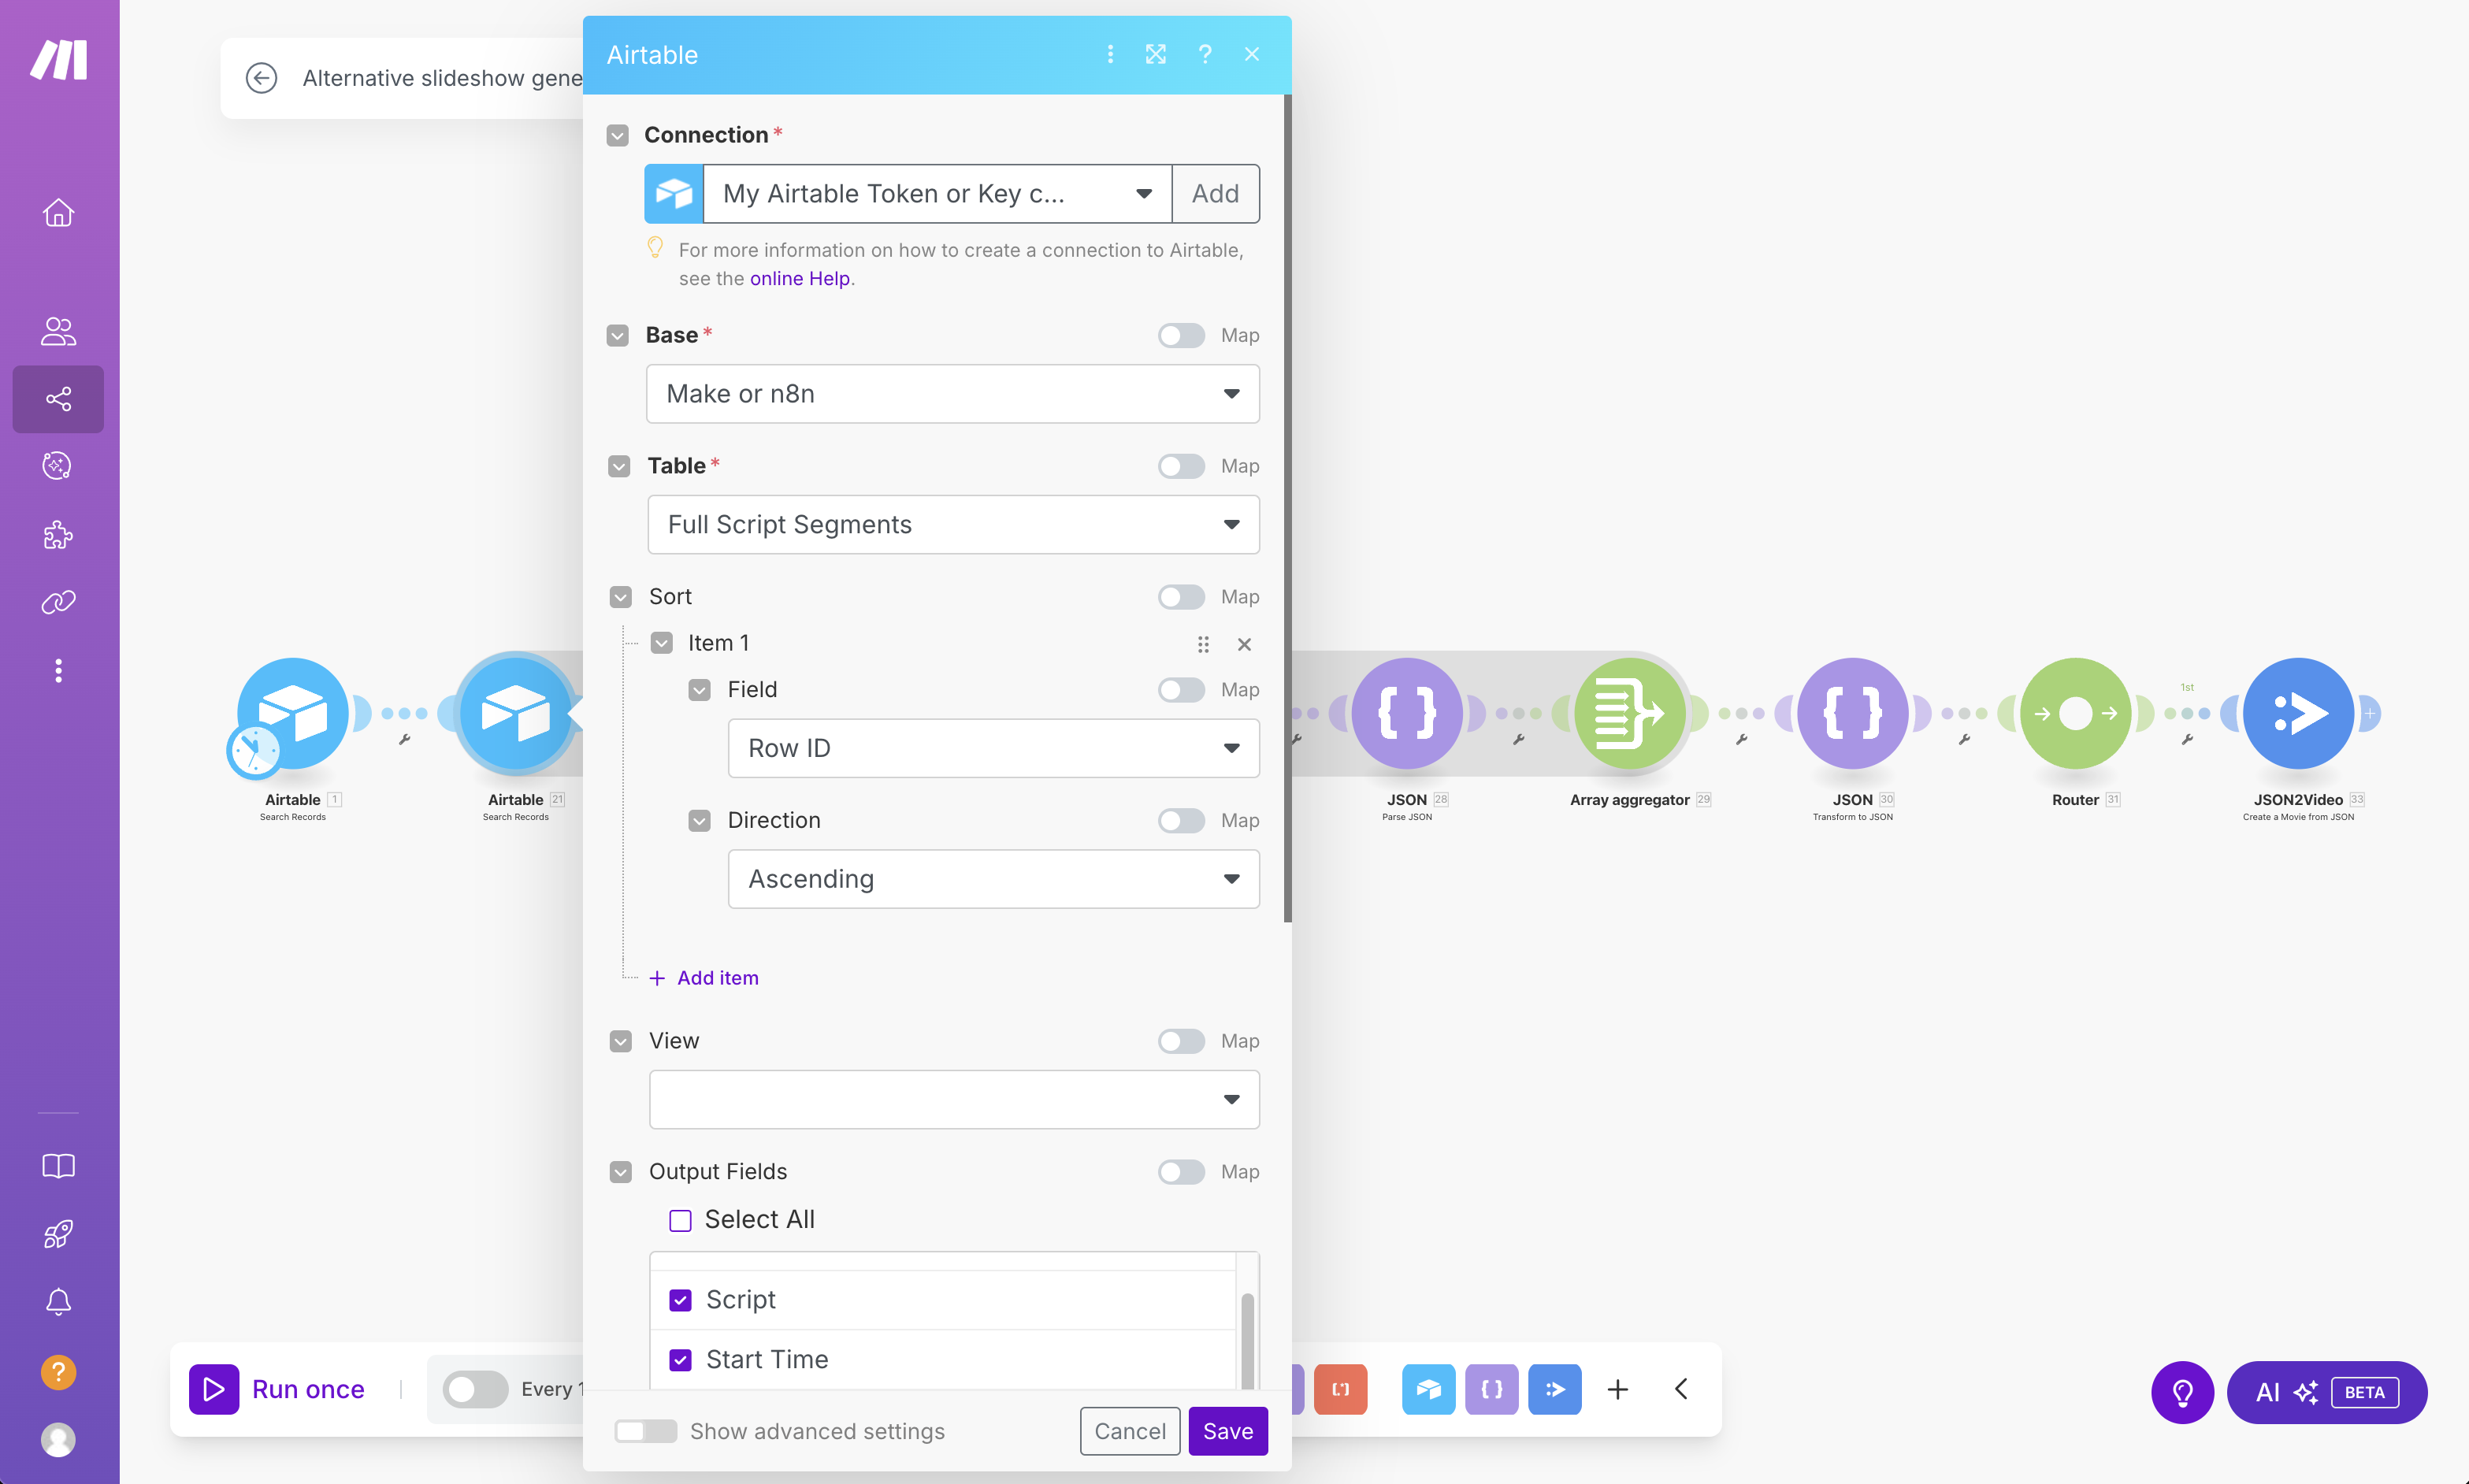 Alternative slideshow gene
Airtable
?
Connection *
My Airtable Token or Key c...
Add
For more information on how to create a connection to Airtable,
see the online Help.
Base *
Map
Make or n8n
Table *
Map
Full Script Segments
Sort
Map
Item 1
Field
Map
Row ID
Direction
Map
Ascending
+ Add item
View
Map
Output Fields
Map
Select All
Script
Start Time
Show advanced settings
Cancel
Save
Airtable 1
Search Records
Airtable 21
Search Records
JSON 28
Parse JSON
Array aggregator 29
JSON 30
Transform to JSON
Router 31
1st
JSON2Video 33
Create a Movie from JSON
Run once
Every 1
AI
BETA
?